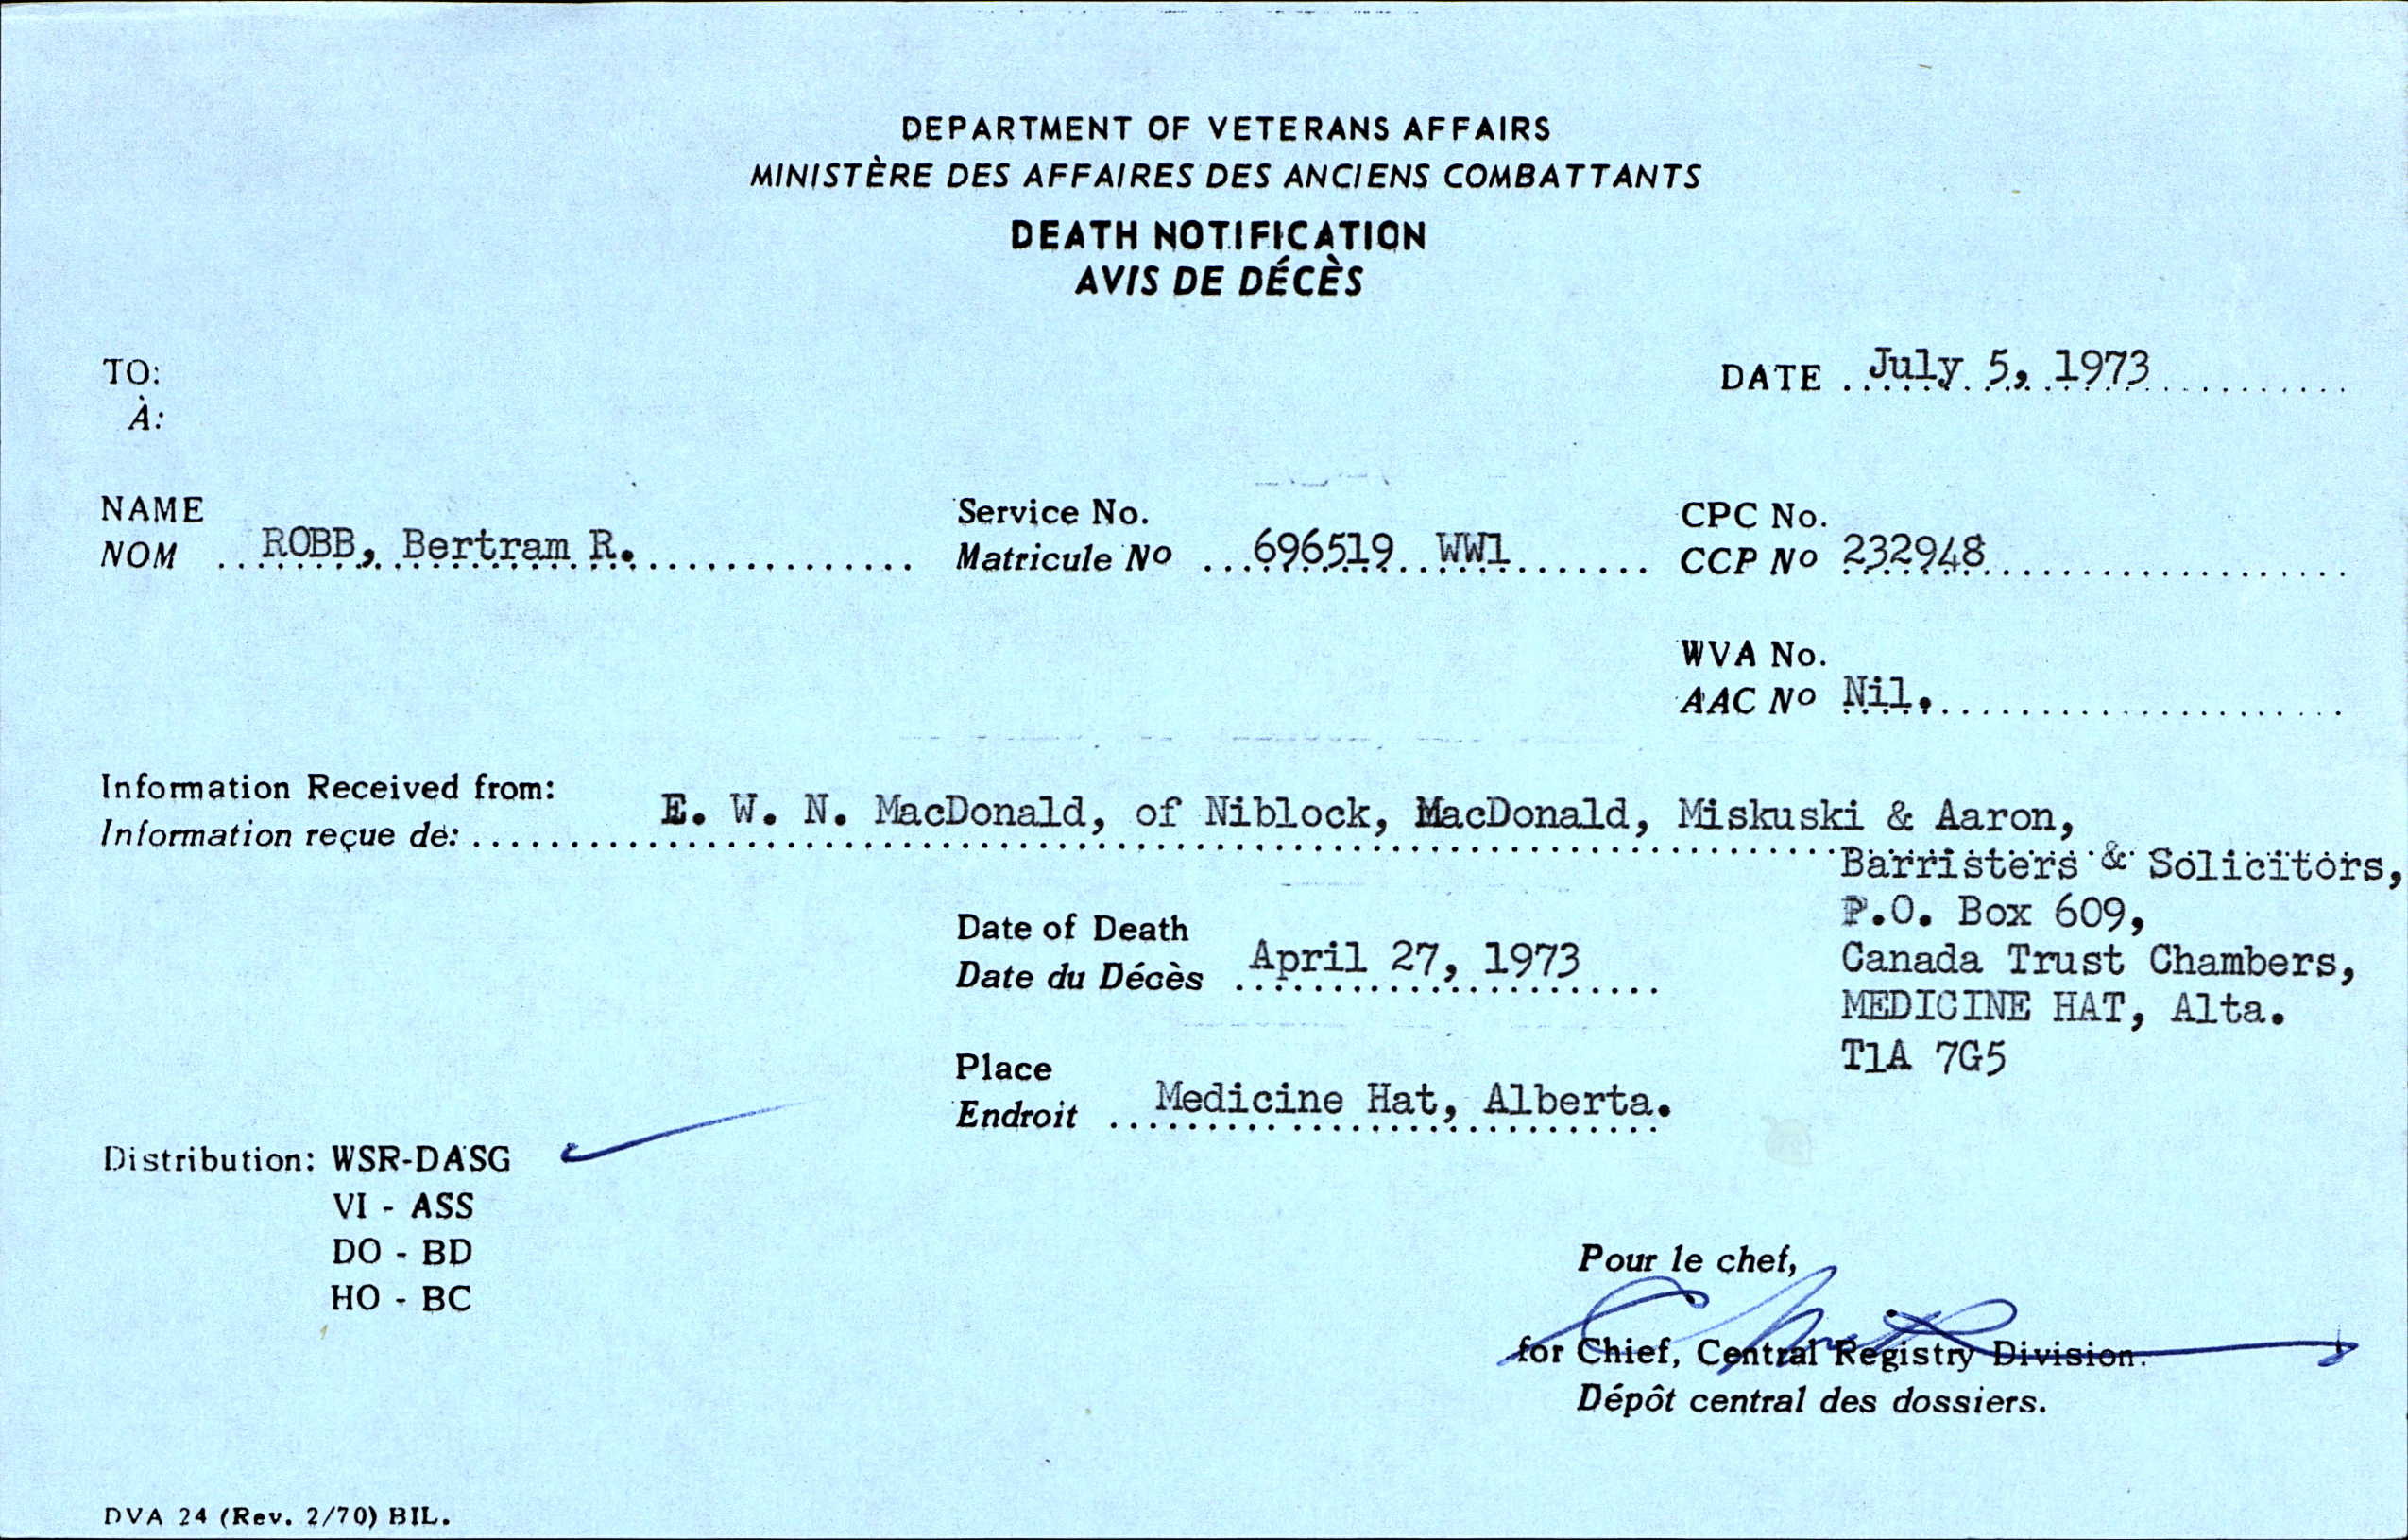 DEPARTMENT OF VETERANS AFFAIRS
MINISTÈRE DES AFFAIRES DES ANCIENS COMBATTANTS
DEATH NOTIFICATION
AVIS DE DÉCÈS
TO:
À:
DATE July 5, 1973
NAME
NOM ROBB, Bertram R.
Service No.
Matricule No 696519 WW1
CPC No.
CCP No 232948
WVA No.
AAC No Nil.
Information Received from:
Information reçue de: E. W. N. MacDonald, of Niblock, MacDonald, Miskuski & Aaron,
Barristers & Solicitors,
P.O. Box 609,
Canada Trust Chambers,
MEDICINE HAT, Alta.
T1A 7G5
Date of Death
Date du Décès April 27, 1973
Place
Endroit Medicine Hat, Alberta.
Distribution: WSR-DASG
VI - ASS
DO - BD
HO - BC
Pour le chef,
for Chief, Central Registry Division.
Dépôt central des dossiers.
DVA 24 (Rev. 2/70) BIL.